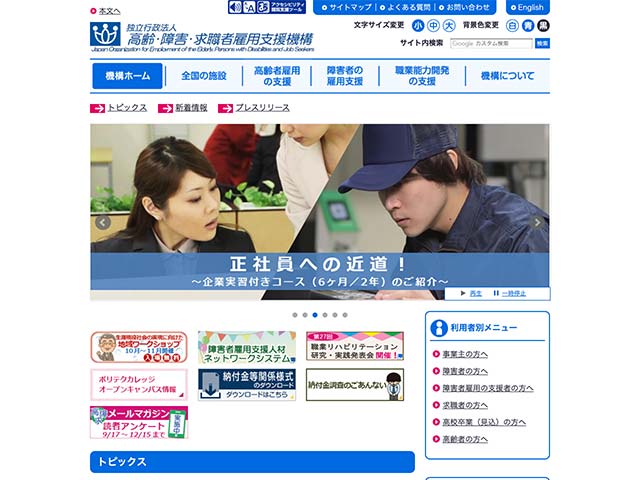 本文へ
アクセシビリティ
閲覧支援ツール
サイトマップ
よくある質問
お問い合わせ
English
独立行政法人
高齢・障害・求職者雇用支援機構
Japan Organization for Employment of the Elderly, Persons with Disabilities and Job Seekers
文字サイズ変更
小 中 大
背景色変更
白 青 黒
サイト内検索
Google カスタム検索
検索
機構ホーム
全国の施設
高齢者雇用
の支援
障害者の
雇用支援
職業能力開発
の支援
機構について
トピックス
新着情報
プレスリリース
正社員への近道！
～企業実習付きコース（6ヶ月／2年）のご紹介～
再生
一時停止
生涯現役社会の実現に向けた
地域ワークショップ
10月～11月開催
入場無料
障害者雇用支援人材
ネットワークシステム
第27回
職業リハビリテーション
研究・実践発表会 開催！
ポリテクカレッジ
オープンキャンパス情報
納付金等関係様式
のダウンロード
ダウンロードはこちら
納付金調査のごあんない
メールマガジン
読者アンケート
9/17～12/15まで
実施中
トピックス
利用者別メニュー
事業主の方へ
障害者の方へ
障害者雇用の支援者の方へ
求職者の方へ
高校卒業（見込）の方へ
高齢者の方へ